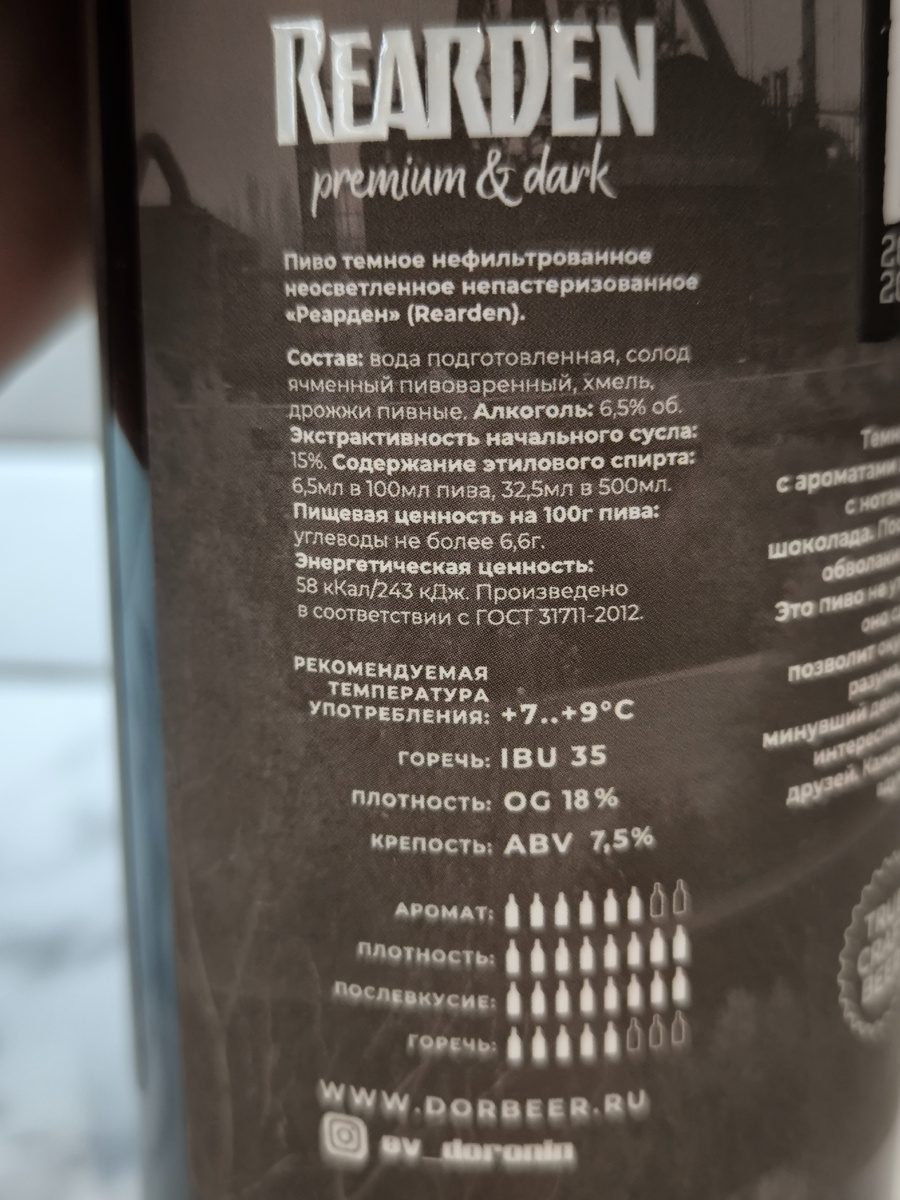 REARDEN
premium & dark
Пиво темное нефильтрованное
неосветленное непастеризованное
«Реарден» (Rearden).
Состав: вода подготовленная, солод
ячменный пивоваренный, хмель,
дрожжи пивные. Алкоголь: 6,5% об.
Экстрактивность начального сусла:
15%. Содержание этилового спирта:
6,5мл в 100мл пива, 32,5мл в 500мл.
Пищевая ценность на 100г пива:
углеводы не более 6,6г.
Энергетическая ценность:
58 кКал/243 кДж. Произведено
в соответствии с ГОСТ 31711-2012.
РЕКОМЕНДУЕМАЯ
ТЕМПЕРАТУРА
УПОТРЕБЛЕНИЯ: +7..+9°C
ГОРЕЧЬ: IBU 35
ПЛОТНОСТЬ: OG 18%
КРЕПОСТЬ: ABV 7,5%
АРОМАТ:
ПЛОТНОСТЬ:
ПОСЛЕВКУСИЕ:
ГОРЕЧЬ:
WWW.DORBEER.RU
@v_doronin
с ароматами
с
шоколада.
Это пиво не
позволит
минувший
друзей.